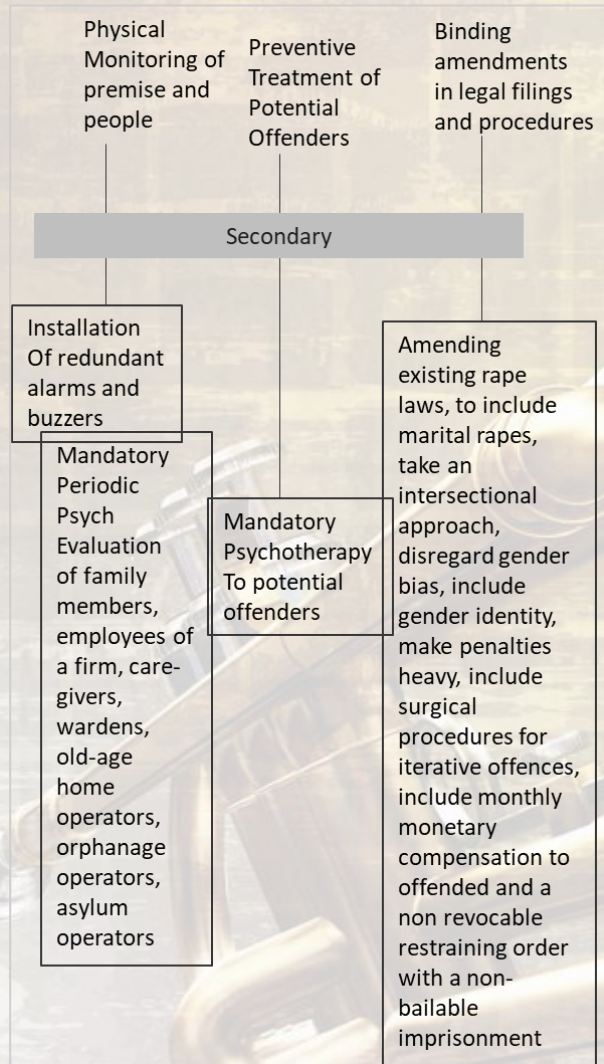 Physical
Monitoring of
premise and
people
Preventive
Treatment of
Potential
Offenders
Binding
amendments
in legal filings
and procedures
Secondary
Installation
Of redundant
alarms and
buzzers
Mandatory
Periodic
Psych
Evaluation
of family
members,
employees of
a firm, care-
givers,
wardens,
old-age
home
operators,
orphanage
operators,
asylum
operators
Mandatory
Psychotherapy
To potential
offenders
Amending
existing rape
laws, to include
marital rapes,
take an
intersectional
approach,
disregard gender
bias, include
gender identity,
make penalties
heavy, include
surgical
procedures for
iterative offences,
include monthly
monetary
compensation to
offended and a
non revocable
restraining order
with a non-
bailable
imprisonment